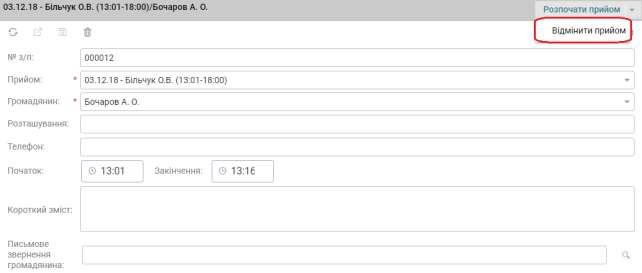 03.12.18 - Більчук О.В. (13:01-18:00)/Бочаров А. О.
Розпочати прийом
Відмінити прийом
№ з/п: 000012
Прийом: * 03.12.18 - Більчук О.В. (13:01-18:00)
Громадянин: * Бочаров А. О.
Розташування:
Телефон:
Початок: 13:01 Закінчення: 13:16
Короткий зміст:
Письмове
звернення
громадянина: